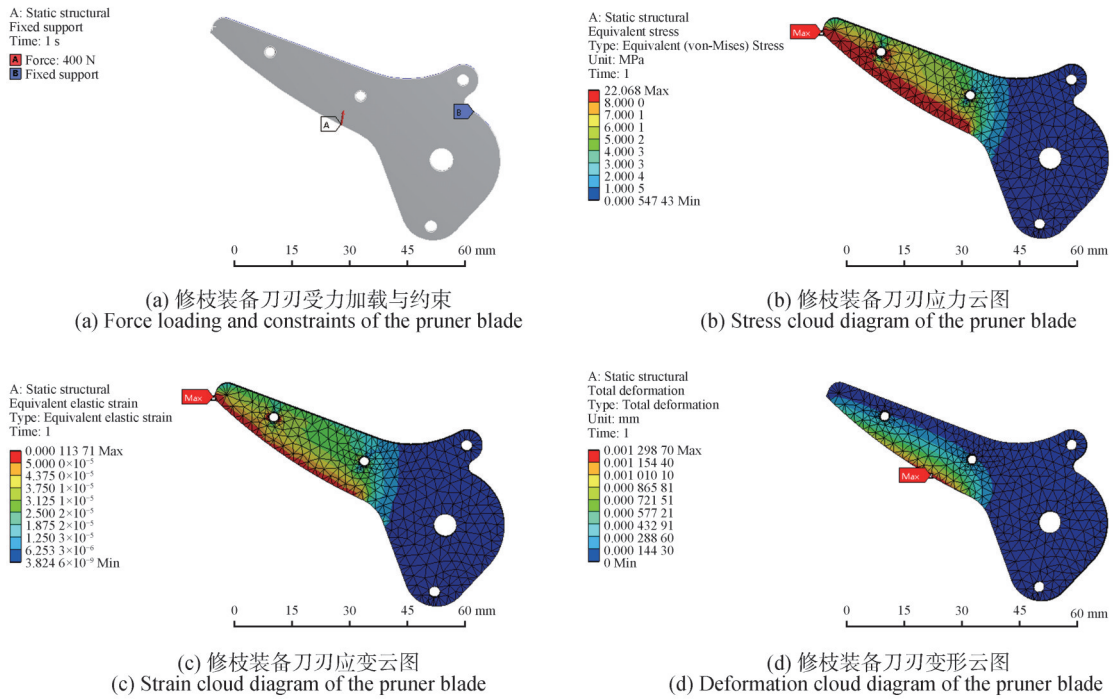 A: Static structural
Fixed support
Time: 1 s
A Force: 400 N
B Fixed support
A
B
0 15 30 45 60 mm
(a) 修枝装备刀刃受力加载与约束
(a) Force loading and constraints of the pruner blade
A: Static structural
Equivalent stress
Type: Equivalent (von-Mises) Stress
Unit: MPa
Time: 1
22.068 Max
8.000 0
7.000 1
6.000 1
5.000 2
4.000 3
3.000 3
2.000 4
1.000 5
0.000 547 43 Min
Max
0 15 30 45 60 mm
(b) 修枝装备刀刃应力云图
(b) Stress cloud diagram of the pruner blade
A: Static structural
Equivalent elastic strain
Type: Equivalent elastic strain
Time: 1
0.000 113 71 Max
5.000 0×10⁻⁵
4.375 0×10⁻⁵
3.750 1×10⁻⁵
3.125 1×10⁻⁵
2.500 2×10⁻⁵
1.875 2×10⁻⁵
1.250 3×10⁻⁵
6.253 3×10⁻⁶
3.824 6×10⁻⁹ Min
Max
0 15 30 45 60 mm
(c) 修枝装备刀刃应变云图
(c) Strain cloud diagram of the pruner blade
A: Static structural
Total deformation
Type: Total deformation
Unit: mm
Time: 1
0.001 298 70 Max
0.001 154 40
0.001 010 10
0.000 865 81
0.000 721 51
0.000 577 21
0.000 432 91
0.000 288 60
0.000 144 30
0 Min
Max
0 15 30 45 60 mm
(d) 修枝装备刀刃变形云图
(d) Deformation cloud diagram of the pruner blade